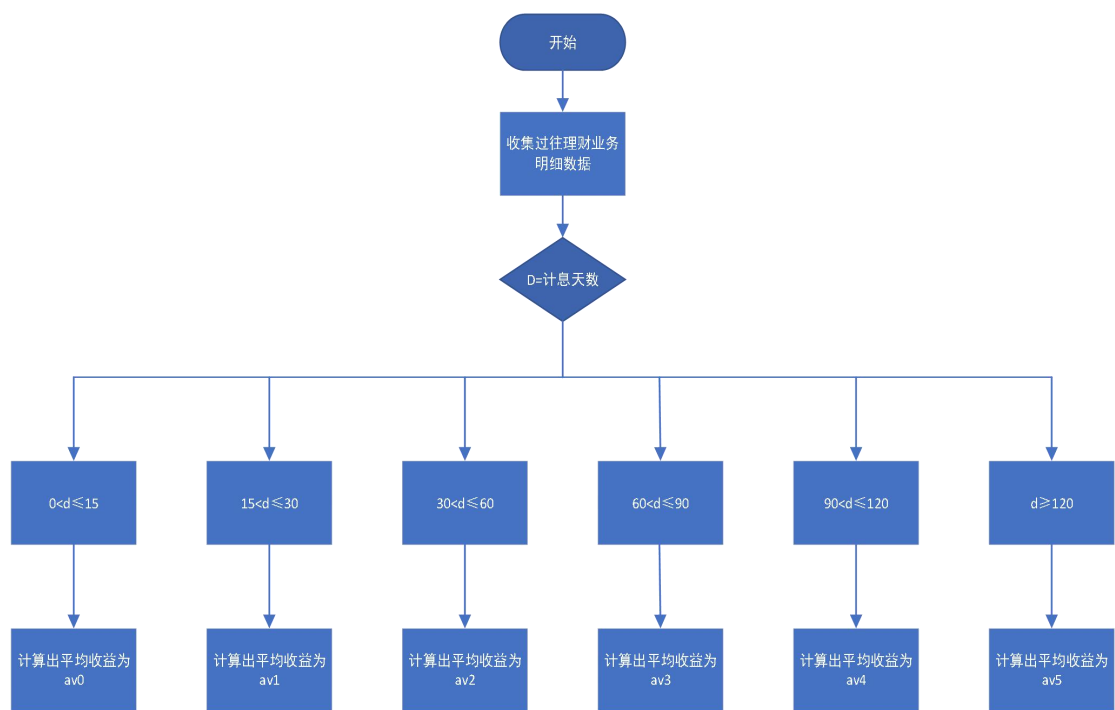 开始
收集过往理财业务
明细数据
D=计息天数
0<d≤15
15<d≤30
30<d≤60
60<d≤90
90<d≤120
d≥120
计算出平均收益为
av0
计算出平均收益为
av1
计算出平均收益为
av2
计算出平均收益为
av3
计算出平均收益为
av4
计算出平均收益为
av5